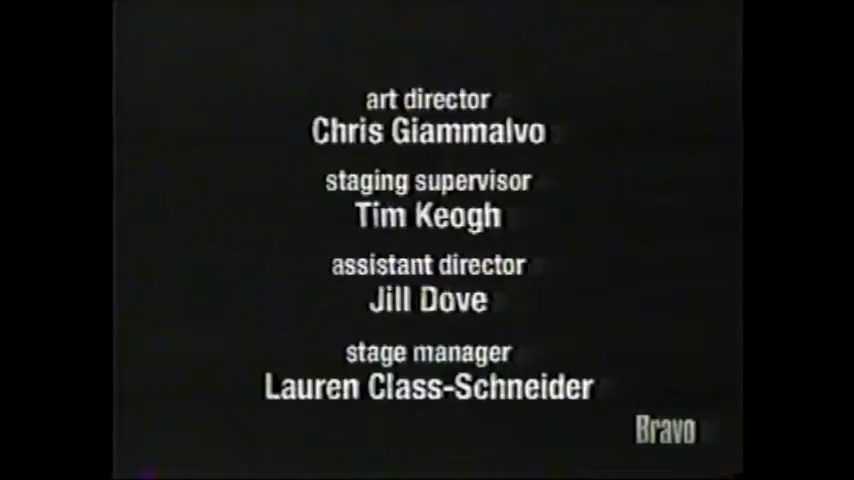 art director
Chris Giammalvo
staging supervisor
Tim Keogh
assistant director
Jill Dove
stage manager
Lauren Class-Schneider
Bravo